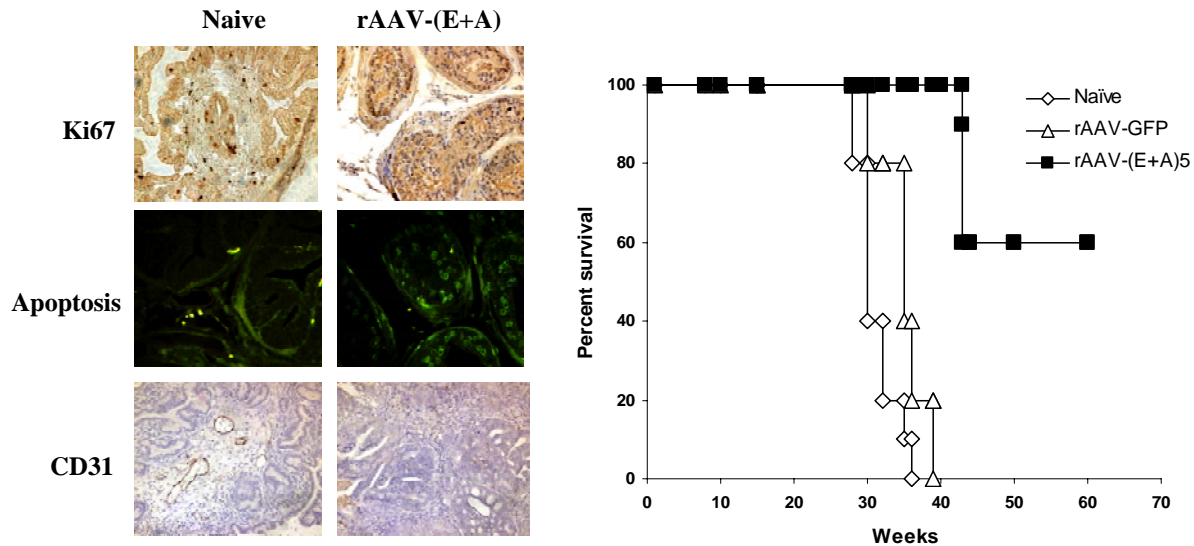 Naive rAAV-(E+A)
Ki67
Apoptosis
CD31
Percent survival
100
80
60
40
20
0
0 10 20 30 40 50 60 70
Weeks
Naïve
rAAV-GFP
rAAV-(E+A)5